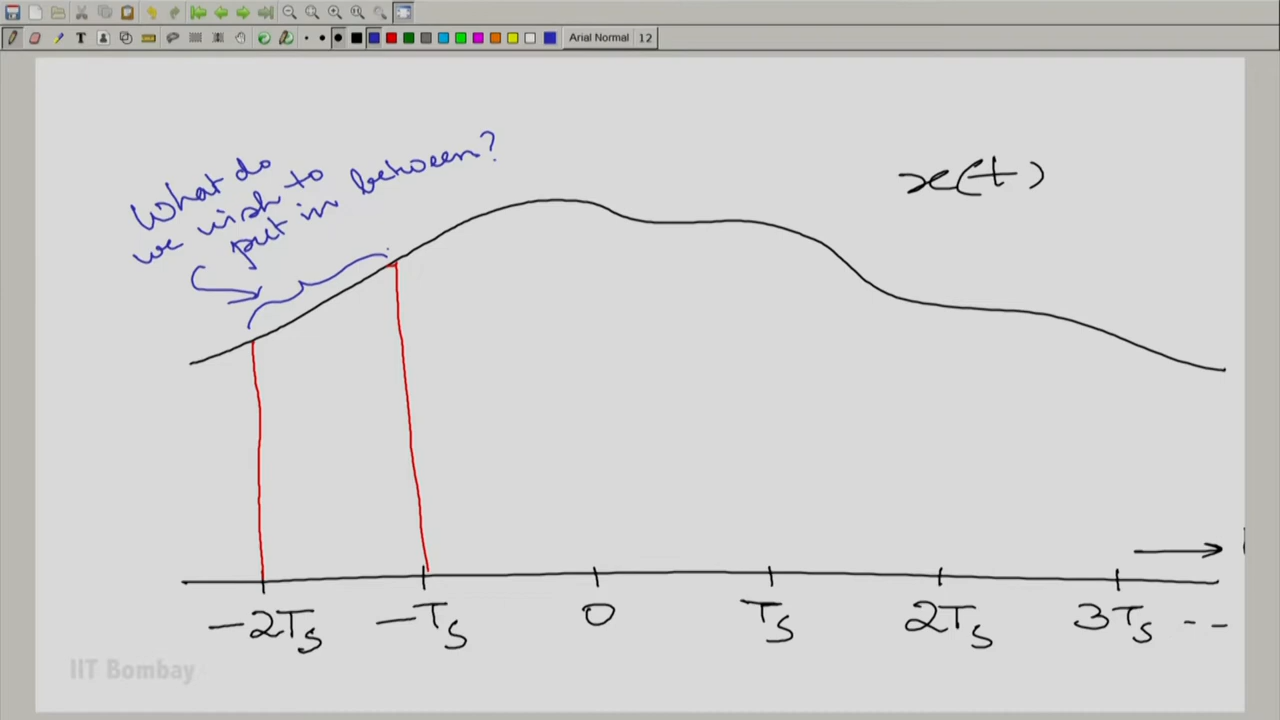 Arial Normal 12
What do
we wish to
put in between?
x(t)
-2Ts -Ts 0 Ts 2Ts 3Ts --
IIT Bombay